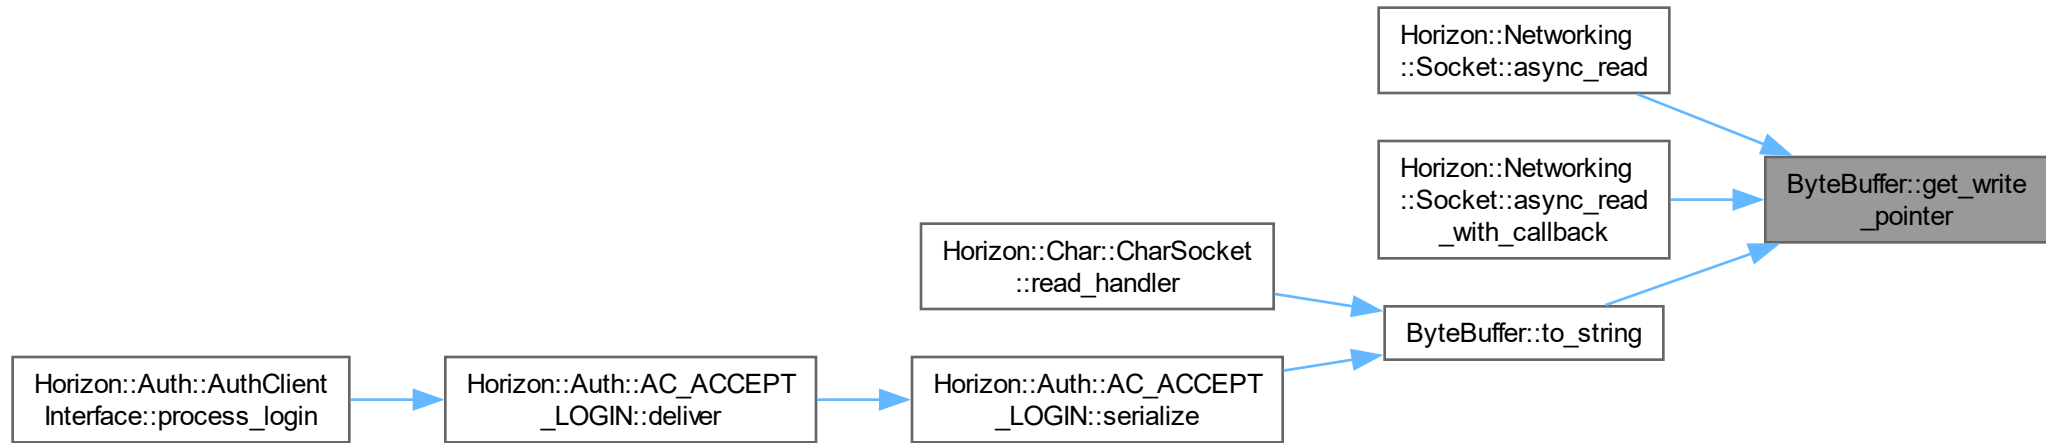 Horizon::Networking
::Socket::async_read
Horizon::Networking
::Socket::async_read
_with_callback
ByteBuffer::get_write
_pointer
Horizon::Char::CharSocket
::read_handler
ByteBuffer::to_string
Horizon::Auth::AuthClient
Interface::process_login
Horizon::Auth::AC_ACCEPT
_LOGIN::deliver
Horizon::Auth::AC_ACCEPT
_LOGIN::serialize